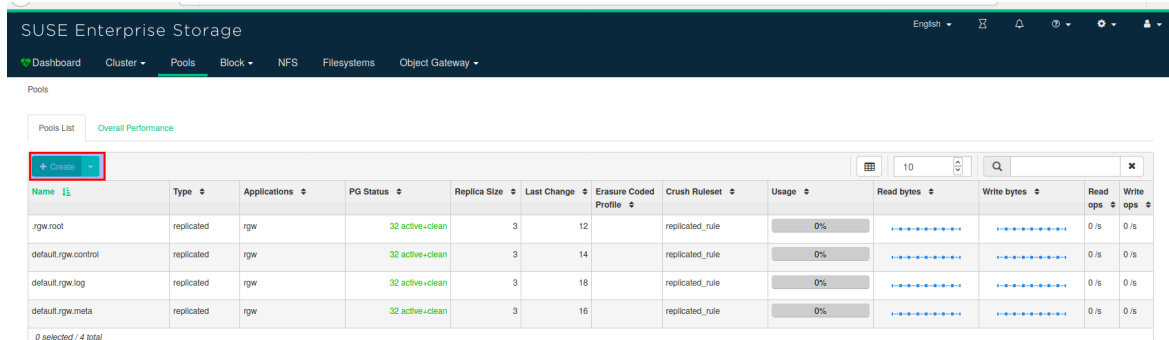 SUSE Enterprise Storage
English
Dashboard Cluster Pools Block NFS Filesystems Object Gateway
Pools
Pools List Overall Performance
+ Create 10
Name Type Applications PG Status Replica Size Last Change Erasure Coded Profile Crush Ruleset Usage Read bytes Write bytes Read ops Write ops
.rgw.root replicated rgw 32 active+clean 3 12 replicated_rule 0% 0 /s 0 /s
default.rgw.control replicated rgw 32 active+clean 3 14 replicated_rule 0% 0 /s 0 /s
default.rgw.log replicated rgw 32 active+clean 3 18 replicated_rule 0% 0 /s 0 /s
default.rgw.meta replicated rgw 32 active+clean 3 16 replicated_rule 0% 0 /s 0 /s
0 selected / 4 total